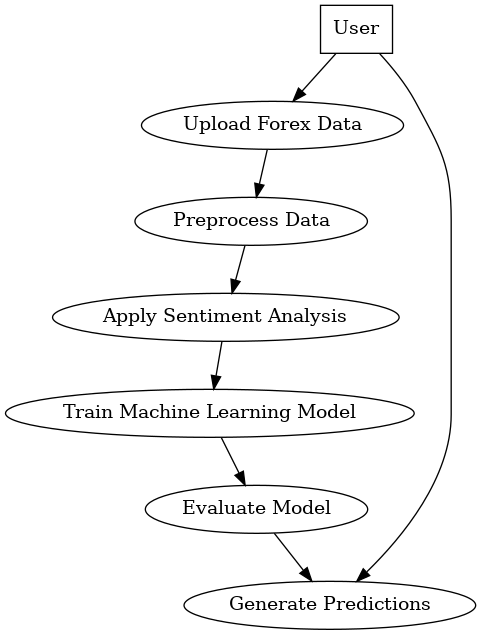 User
Upload Forex Data
Preprocess Data
Apply Sentiment Analysis
Train Machine Learning Model
Evaluate Model
Generate Predictions